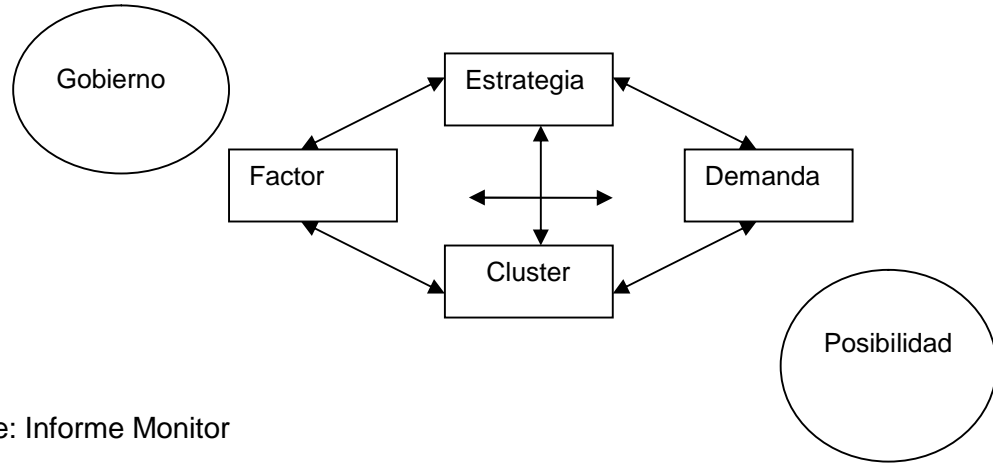 Gobierno
Estrategia
Factor
Demanda
Cluster
Posibilidad
e: Informe Monitor